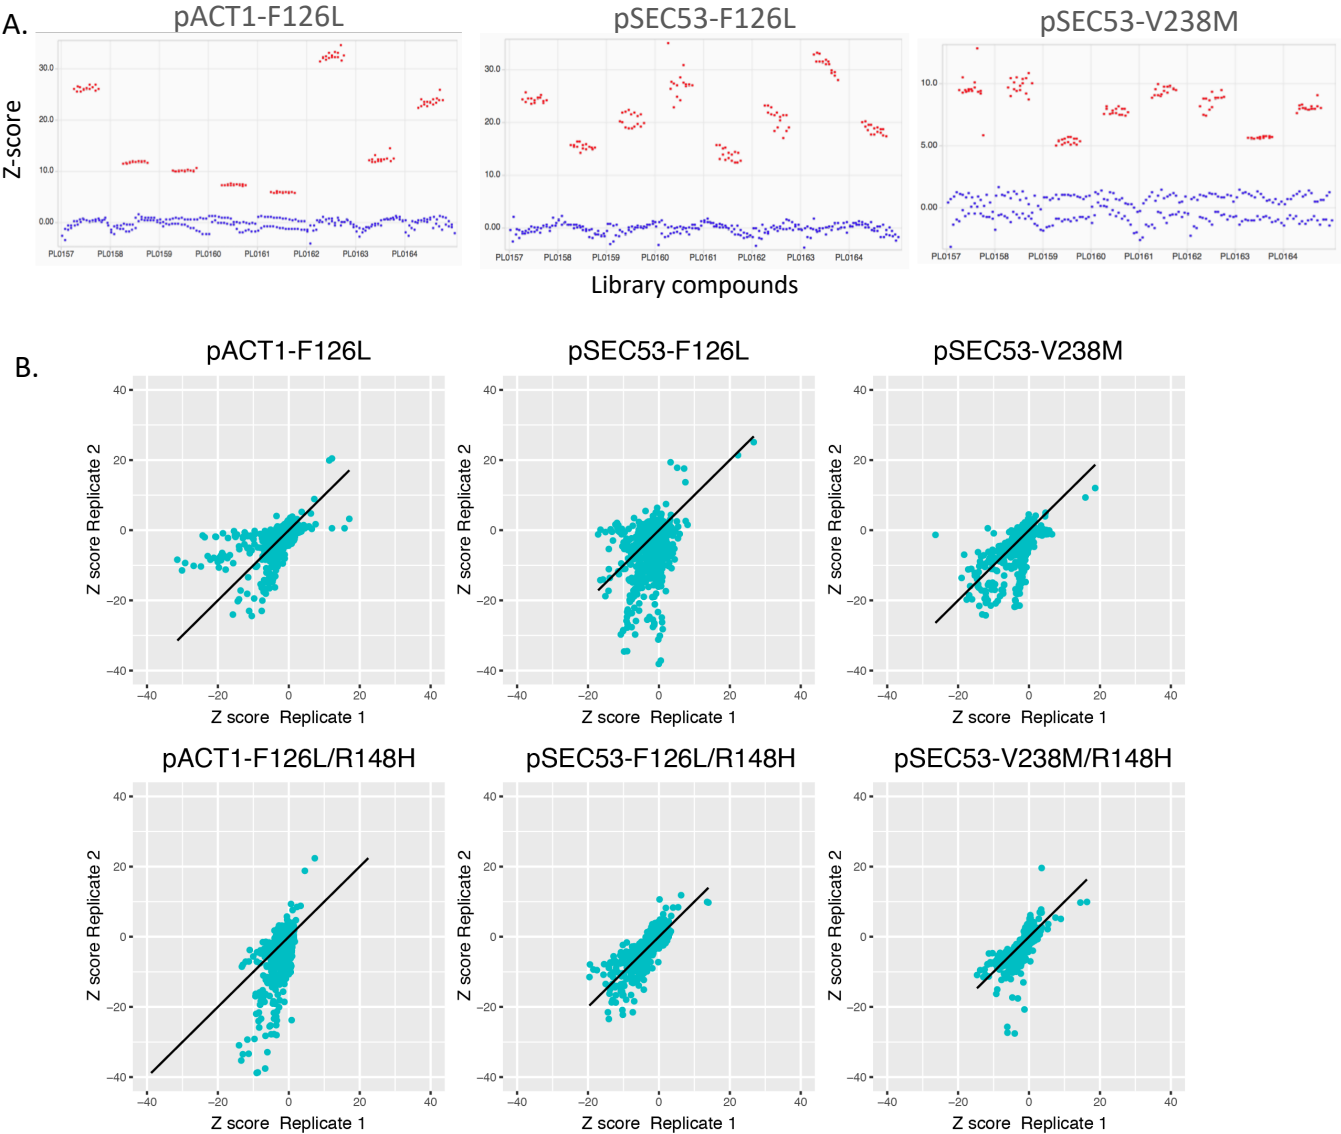 A.
pACT1-F126L
pSEC53-F126L
pSEC53-V238M
Z-score
30.0
20.0
10.0
0.00
PL0157 PL0158 PL0159 PL0160 PL0161 PL0162 PL0163 PL0164
30.0
20.0
10.0
0.00
PL0157 PL0158 PL0159 PL0160 PL0161 PL0162 PL0163 PL0164
10.0
5.00
0.00
PL0157 PL0158 PL0159 PL0160 PL0161 PL0162 PL0163 PL0164
Library compounds
B.
pACT1-F126L
Z score Replicate 2
40
20
0
−20
−40
−40 −20 0 20 40
Z score Replicate 1
pSEC53-F126L
Z score Replicate 2
40
20
0
−20
−40
−40 −20 0 20 40
Z score Replicate 1
pSEC53-V238M
Z score Replicate 2
40
20
0
−20
−40
−40 −20 0 20 40
Z score Replicate 1
pACT1-F126L/R148H
Z score Replicate 2
40
20
0
−20
−40
−40 −20 0 20 40
Z score Replicate 1
pSEC53-F126L/R148H
Z score Replicate 2
40
20
0
−20
−40
−40 −20 0 20 40
Z score Replicate 1
pSEC53-V238M/R148H
Z score Replicate 2
40
20
0
−20
−40
−40 −20 0 20 40
Z score Replicate 1